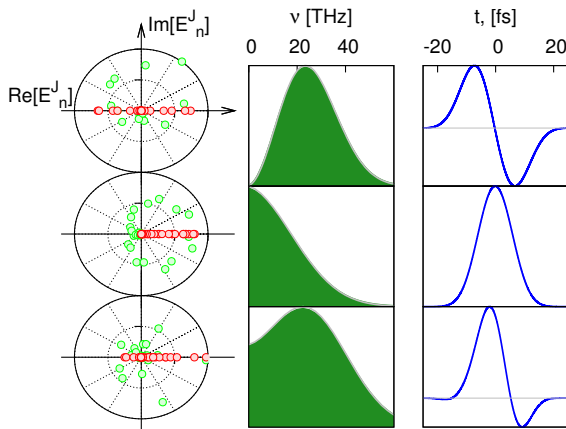 Im[E^J_n]
ν [THz]
t, [fs]
0 20 40
-20 0 20
Re[E^J_n]